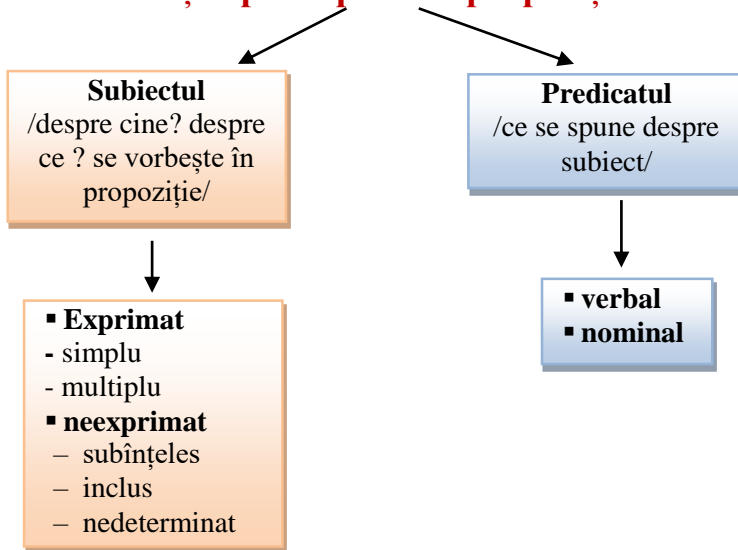 Subiectul
/despre cine? despre
ce ? se vorbește în
propoziție/
▪ Exprimat
- simplu
- multiplu
▪ neexprimat
– subînțeles
– inclus
– nedeterminat
Predicatul
/ce se spune despre
subiect/
▪ verbal
▪ nominal